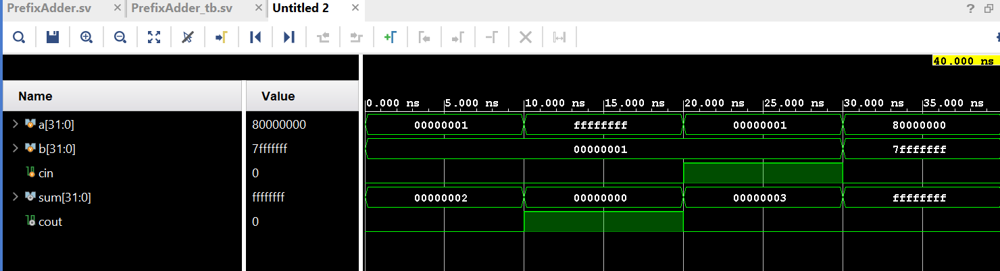 PrefixAdder.sv × PrefixAdder_tb.sv × Untitled 2 ×
?
40.000 ns
Name Value
0.000 ns 5.000 ns 10.000 ns 15.000 ns 20.000 ns 25.000 ns 30.000 ns 35.000 ns
a[31:0] 80000000 00000001 ffffffff 00000001 80000000
b[31:0] 7fffffff 00000001 7fffffff
cin 0
sum[31:0] ffffffff 00000002 00000000 00000003 ffffffff
cout 0